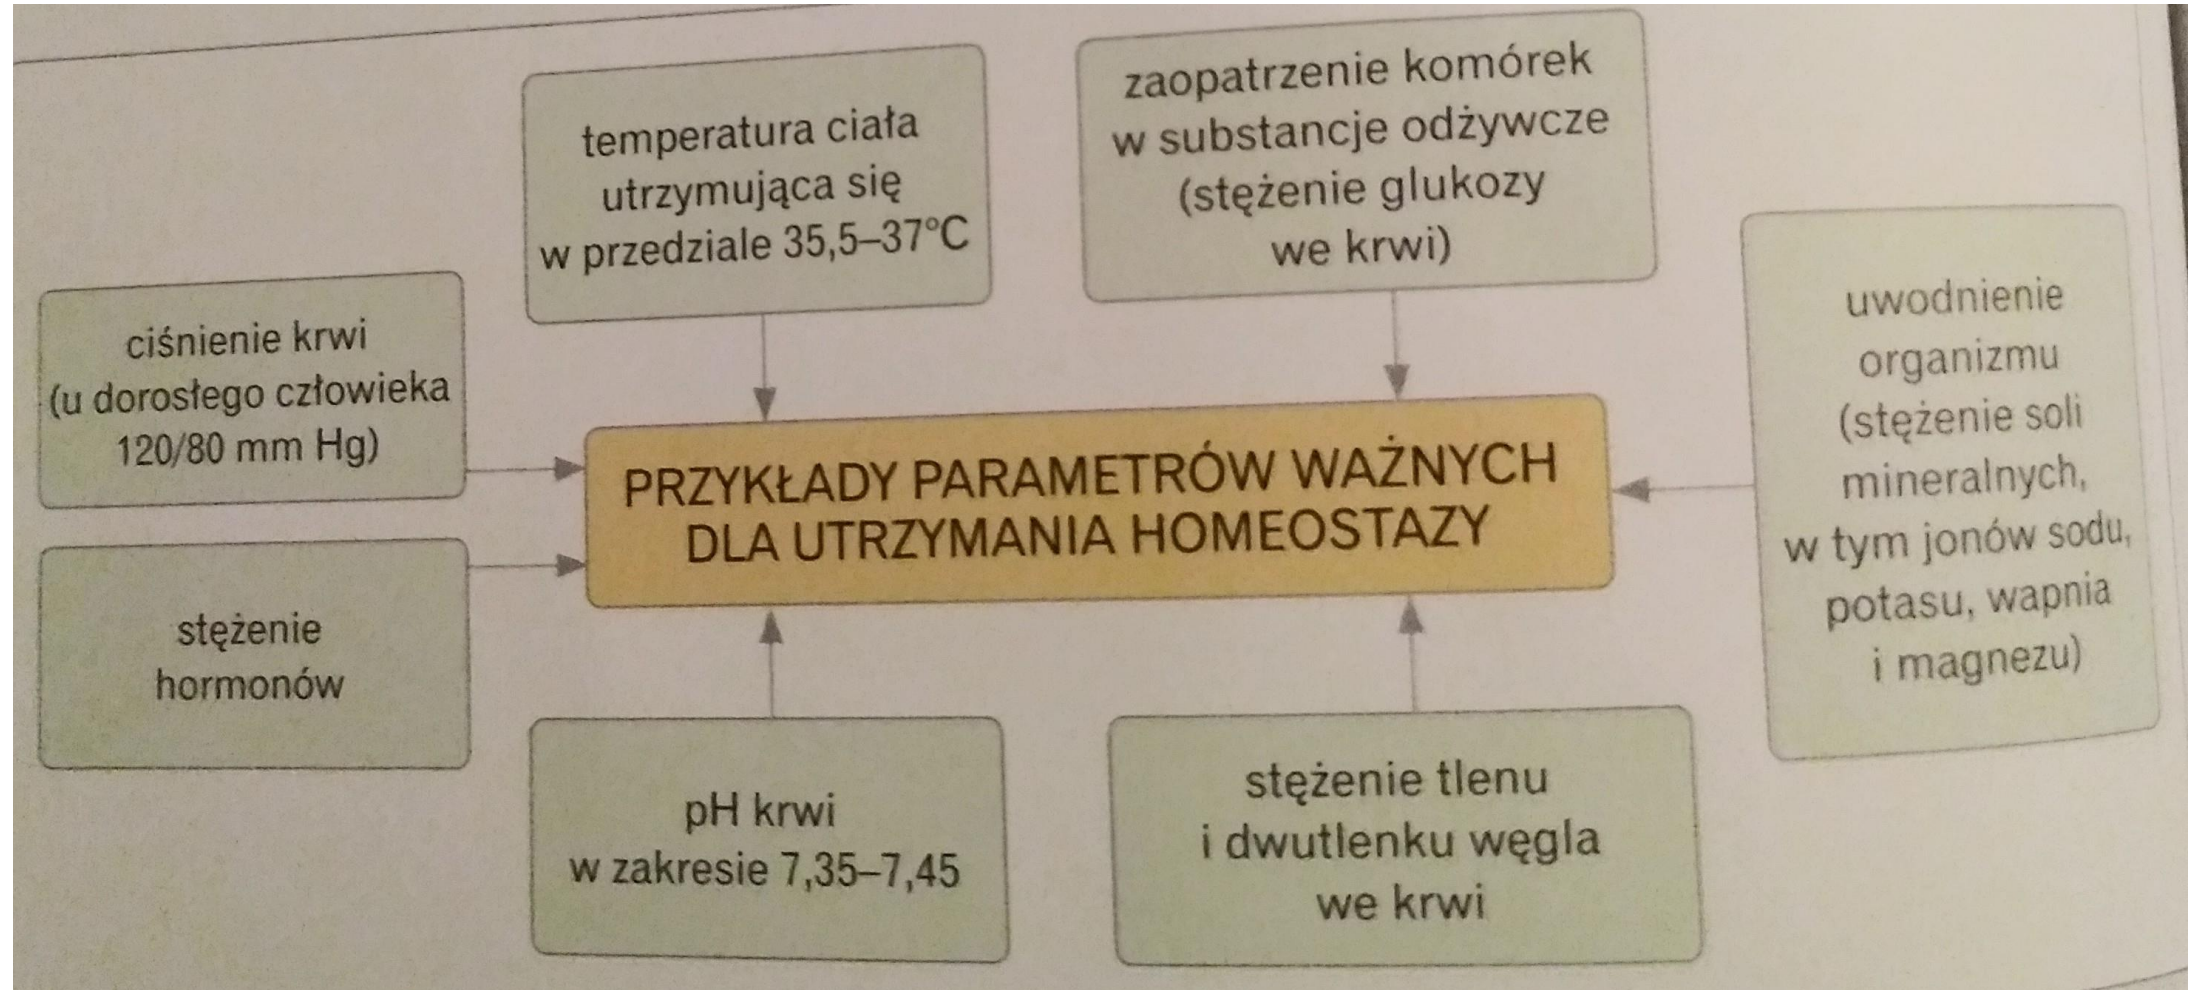 temperatura ciała
utrzymująca się
w przedziale 35,5–37°C
zaopatrzenie komórek
w substancje odżywcze
(stężenie glukozy
we krwi)
ciśnienie krwi
(u dorosłego człowieka
120/80 mm Hg)
uwodnienie
organizmu
(stężenie soli
mineralnych,
w tym jonów sodu,
potasu, wapnia
i magnezu)
PRZYKŁADY PARAMETRÓW WAŻNYCH
DLA UTRZYMANIA HOMEOSTAZY
stężenie
hormonów
pH krwi
w zakresie 7,35–7,45
stężenie tlenu
i dwutlenku węgla
we krwi